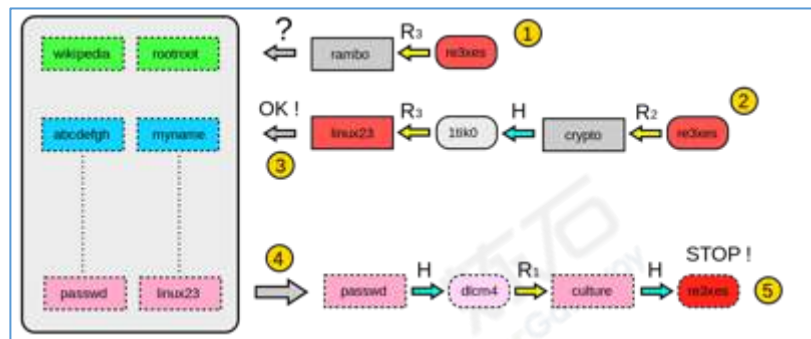 ? R3 ①
wikipedia rootroot rambo re3xes
OK ! R3 H R2 ②
abcdefgh myname linux23 1tik0 crypto re3xes
③
④ H R1 H STOP !
passwd linux23 passwd dlcm4 culture re3xes ⑤